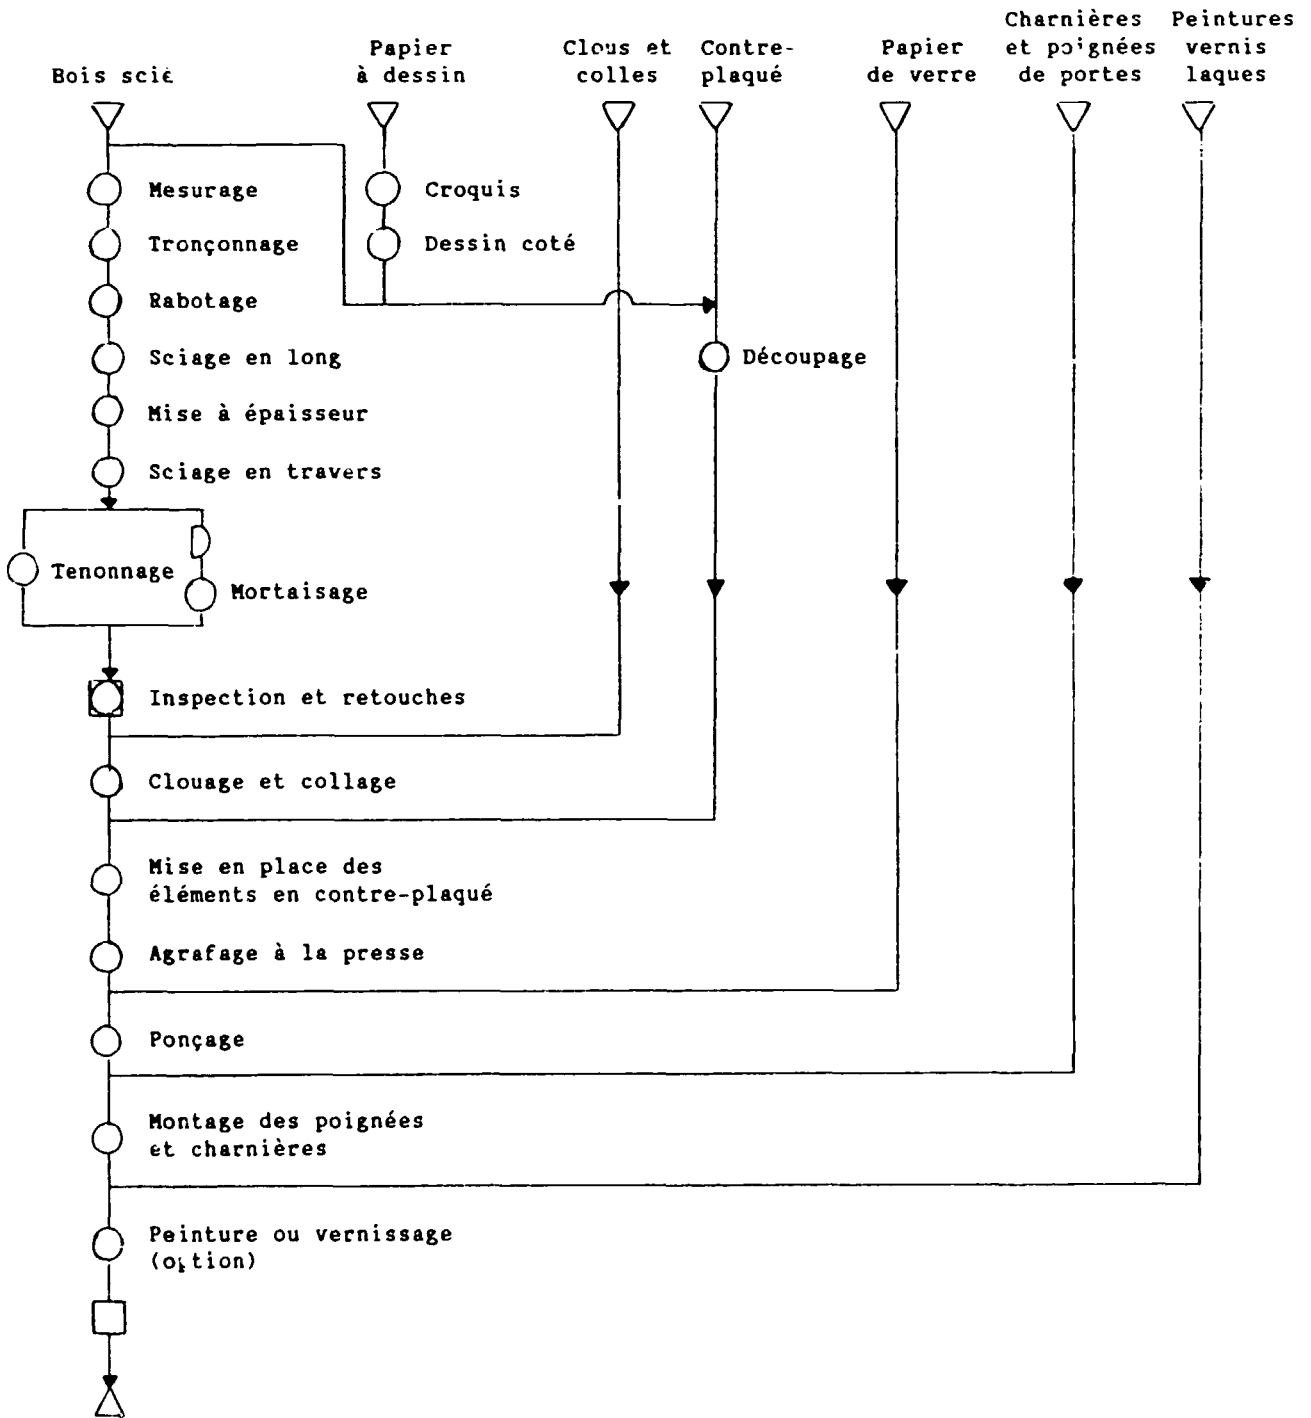 Bois scié
Papier
à dessin
Clous et
colles
Contre-
plaqué
Papier
de verre
Charnières
et poignées
de portes
Peintures
vernis
laques
Mesurage
Croquis
Tronçonnage
Dessin coté
Rabotage
Sciage en long
Découpage
Mise à épaisseur
Sciage en travers
Tenonnage
Mortaisage
Inspection et retouches
Clouage et collage
Mise en place des
éléments en contre-plaqué
Agrafage à la presse
Ponçage
Montage des poignées
et charnières
Peinture ou vernissage
(option)